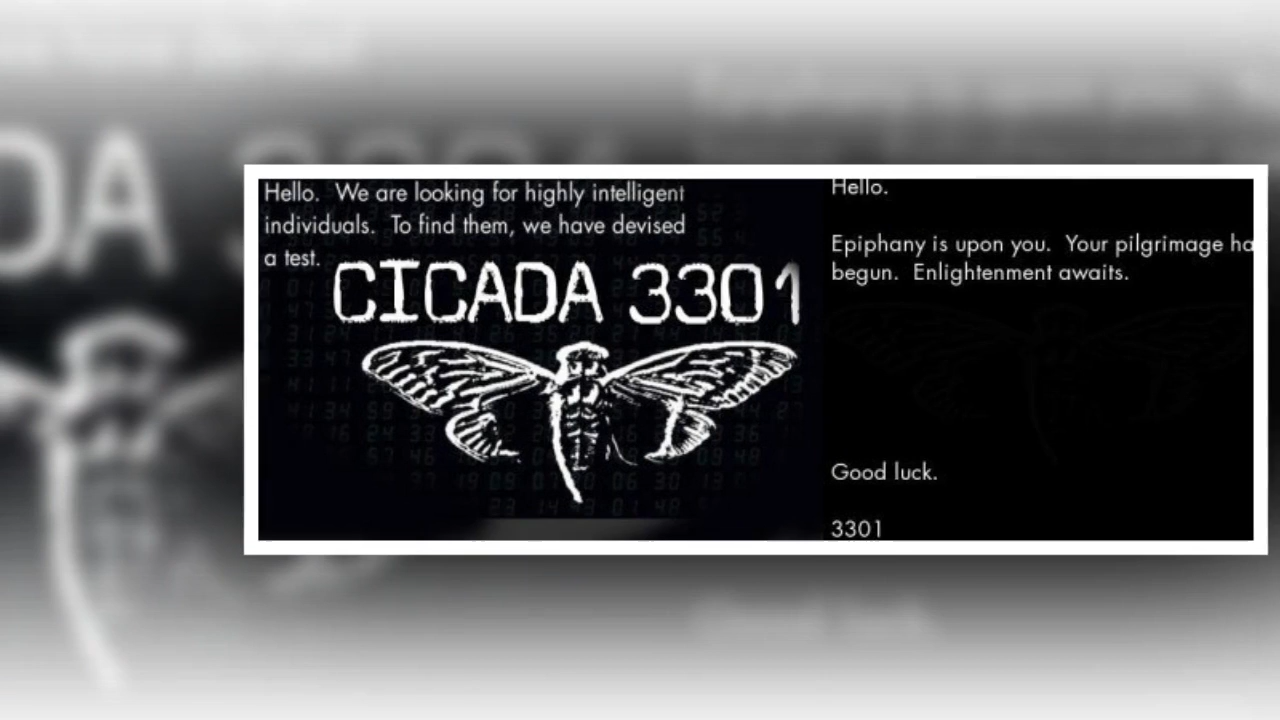 Hello. We are looking for highly intelligent
individuals. To find them, we have devised
a test.
CICADA 3301
Hello.
Epiphany is upon you. Your pilgrimage ha
begun. Enlightenment awaits.
Good luck.
3301